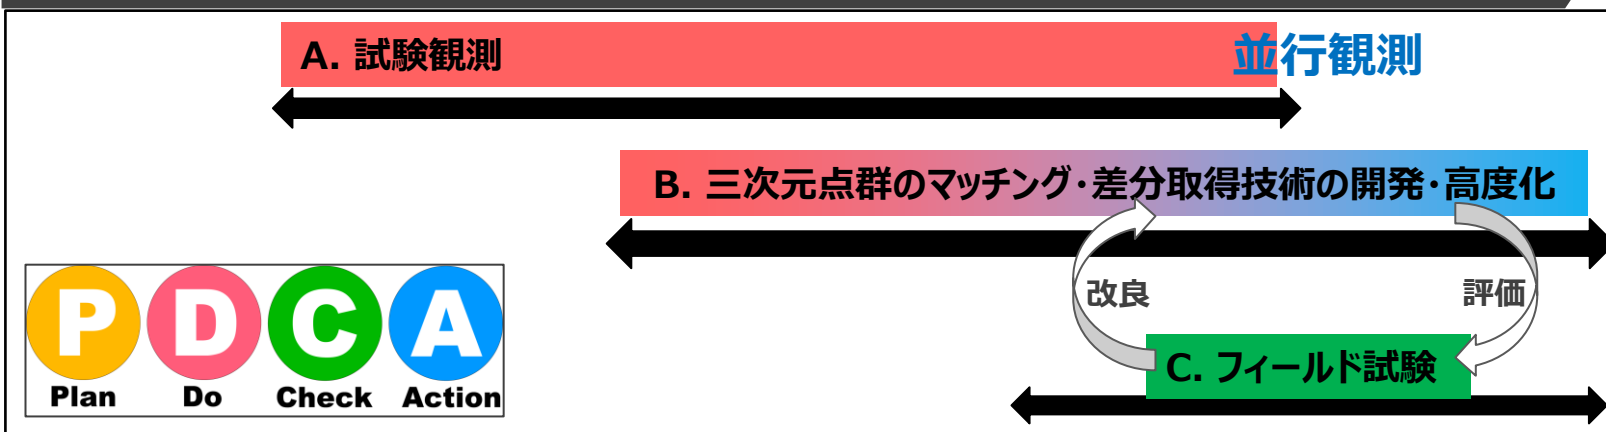 A. 試験観測
並行観測
B. 三次元点群のマッチング・差分取得技術の開発・高度化
改良
評価
C. フィールド試験
P D C A
Plan Do Check Action